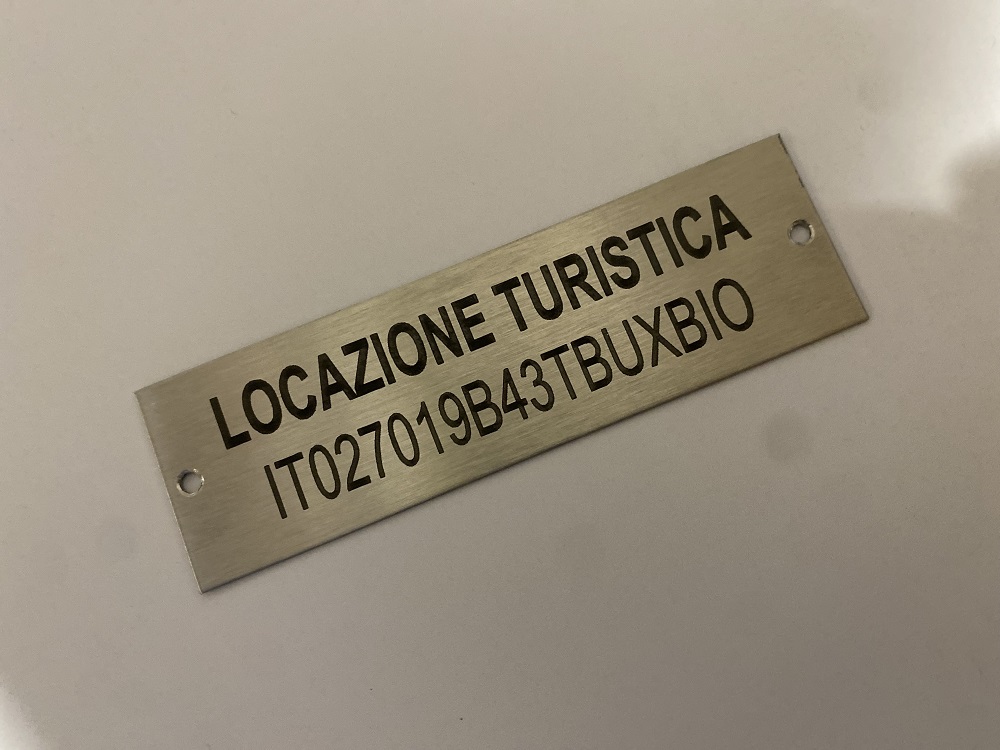 LOCAZIONE TURISTICA
IT027019B43TBUXBIO